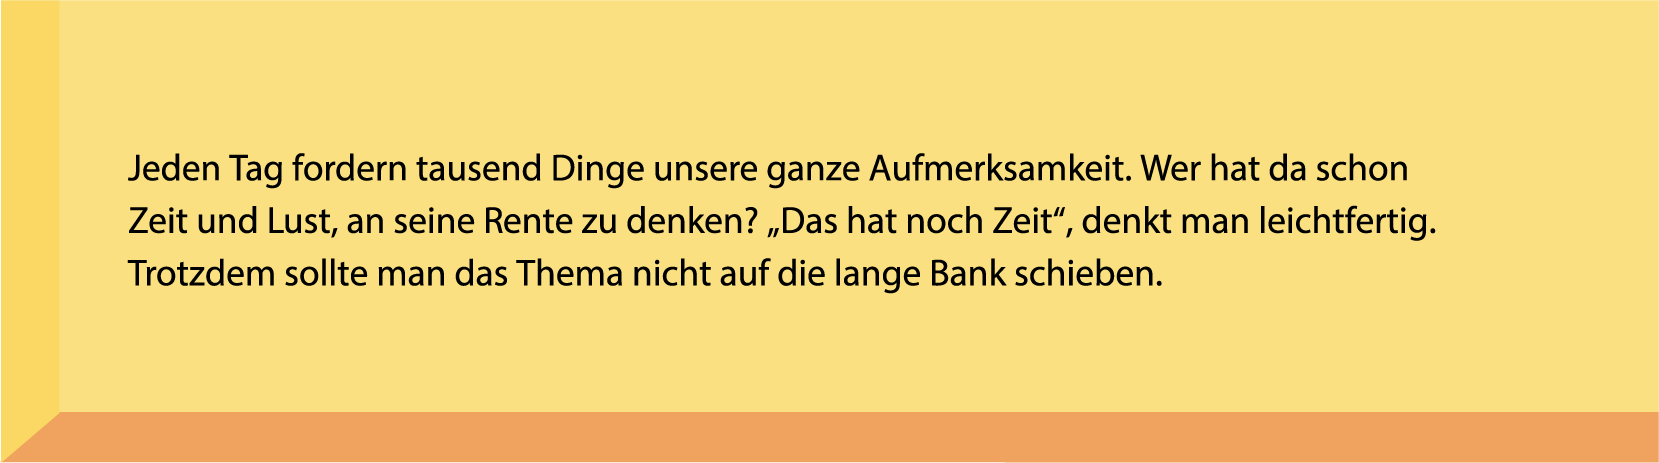 Jeden Tag fordern tausend Dinge unsere ganze Aufmerksamkeit. Wer hat da schon
Zeit und Lust, an seine Rente zu denken? „Das hat noch Zeit“, denkt man leichtfertig.
Trotzdem sollte man das Thema nicht auf die lange Bank schieben.